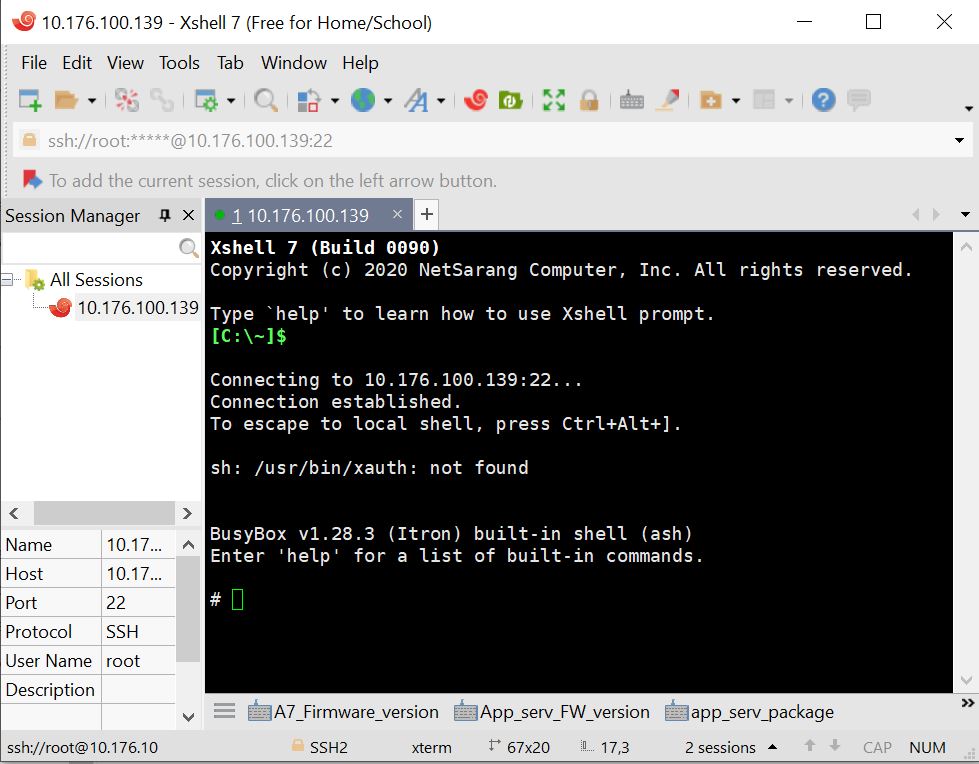 10.176.100.139 - Xshell 7 (Free for Home/School)
File Edit View Tools Tab Window Help
ssh://root:*****@10.176.100.139:22
To add the current session, click on the left arrow button.
Session Manager
1 10.176.100.139
All Sessions
10.176.100.139
Xshell 7 (Build 0090)
Copyright (c) 2020 NetSarang Computer, Inc. All rights reserved.
Type `help' to learn how to use Xshell prompt.
[C:\~]$
Connecting to 10.176.100.139:22...
Connection established.
To escape to local shell, press Ctrl+Alt+].
sh: /usr/bin/xauth: not found
BusyBox v1.28.3 (Itron) built-in shell (ash)
Enter 'help' for a list of built-in commands.
#
Name 10.17...
Host 10.17...
Port 22
Protocol SSH
User Name root
Description
A7_Firmware_version App_serv_FW_version app_serv_package
ssh://root@10.176.10 SSH2 xterm 67x20 17,3 2 sessions CAP NUM